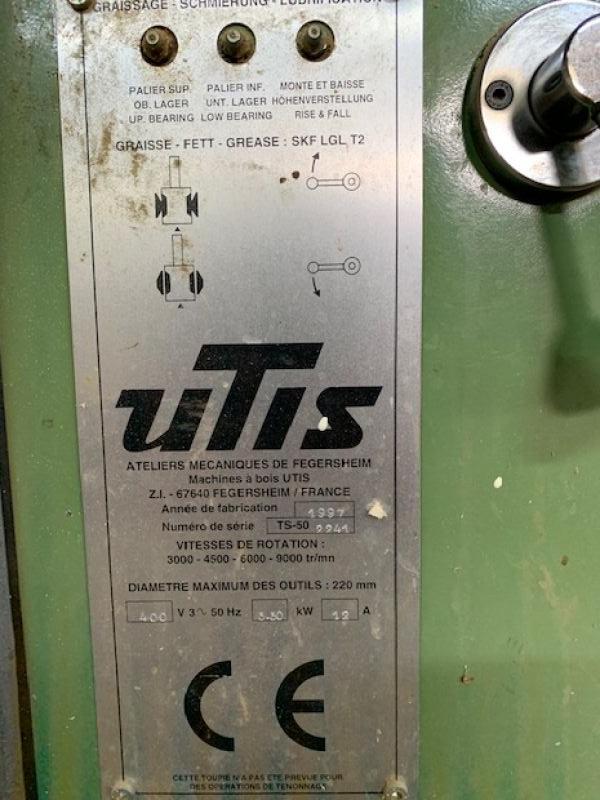 GRAISSAGE - SCHMIERUNG - LUBRIFICATION
PALIER SUP. PALIER INF. MONTE ET BAISSE
OB. LAGER UNT. LAGER HÖHENVERSTELLUNG
UP. BEARING LOW BEARING RISE & FALL
GRAISSE - FETT - GREASE : SKF LGL T2
UTIS
ATELIERS MECANIQUES DE FEGERSHEIM
Machines à bois UTIS
Z.I. - 67640 FEGERSHEIM / FRANCE
Année de fabrication 1997
Numéro de série TS-50 2241
VITESSES DE ROTATION :
3000 - 4500 - 6000 - 9000 tr/mn
DIAMETRE MAXIMUM DES OUTILS : 220 mm
400 V 3~ 50 Hz 3.30 kW 12 A
CE
CETTE TOUPIE N'A PAS ETE PREVUE POUR
DES OPERATIONS DE TENONNAGE